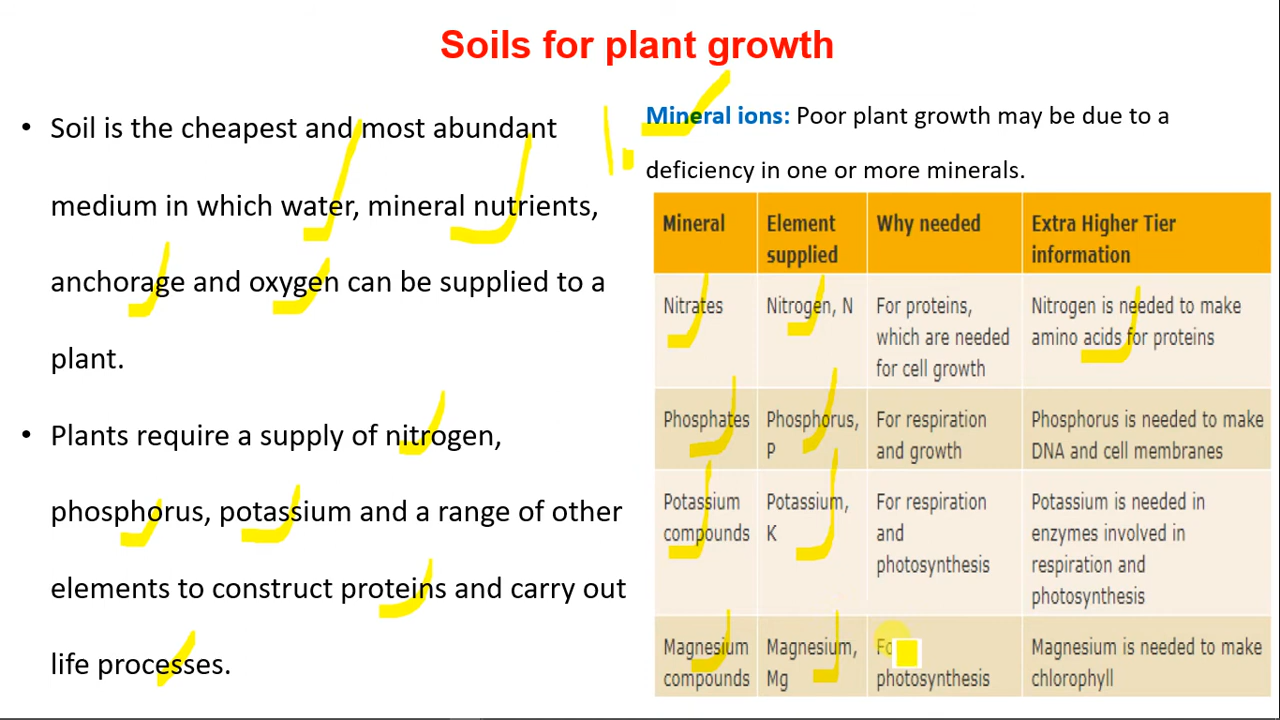 Soils for plant growth
• Soil is the cheapest and most abundant
medium in which water, mineral nutrients,
anchorage and oxygen can be supplied to a
plant.
• Plants require a supply of nitrogen,
phosphorus, potassium and a range of other
elements to construct proteins and carry out
life processes.
1.
Mineral ions: Poor plant growth may be due to a
deficiency in one or more minerals.
Mineral Element supplied Why needed Extra Higher Tier information
Nitrates Nitrogen, N For proteins, which are needed for cell growth Nitrogen is needed to make amino acids for proteins
Phosphates Phosphorus, P For respiration and growth Phosphorus is needed to make DNA and cell membranes
Potassium compounds Potassium, K For respiration and photosynthesis Potassium is needed in enzymes involved in respiration and photosynthesis
Magnesium compounds Magnesium, Mg Fo photosynthesis Magnesium is needed to make chlorophyll